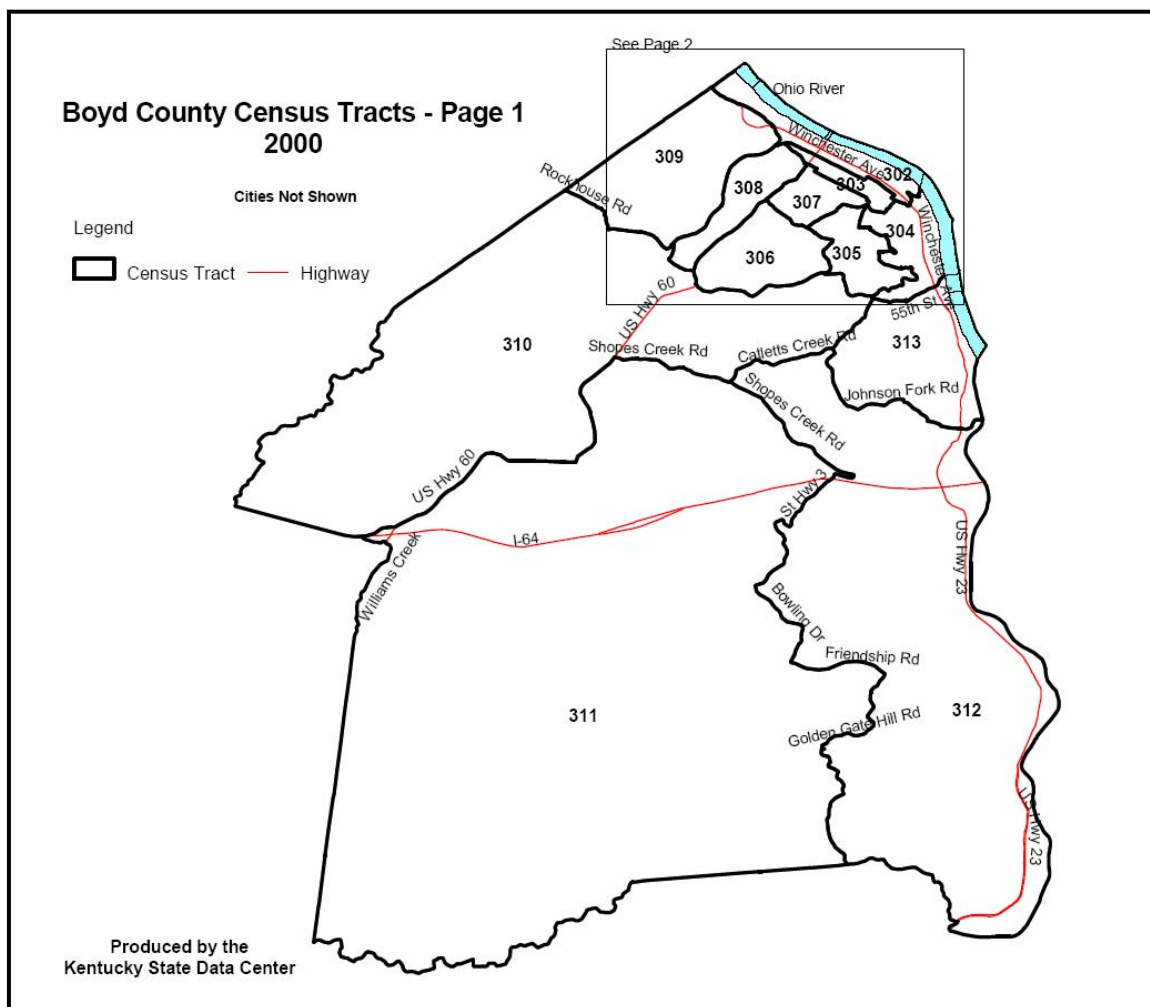 See Page 2
Boyd County Census Tracts - Page 1
2000
Cities Not Shown
Legend
Census Tract
Highway
Ohio River
Winchester Ave
309
302
303
308
Rockhouse Rd
307
304
Winchester Ave
305
306
US Hwy 60
55th St
313
310
Shopes Creek Rd
Catletts Creek Rd
Johnson Fork Rd
Shopes Creek Rd
US Hwy 60
St Hwy 3
I-64
US Hwy 23
Williams Creek
Bowling Dr
Friendship Rd
311
312
Golden Gate Hill Rd
US Hwy 23
Produced by the
Kentucky State Data Center